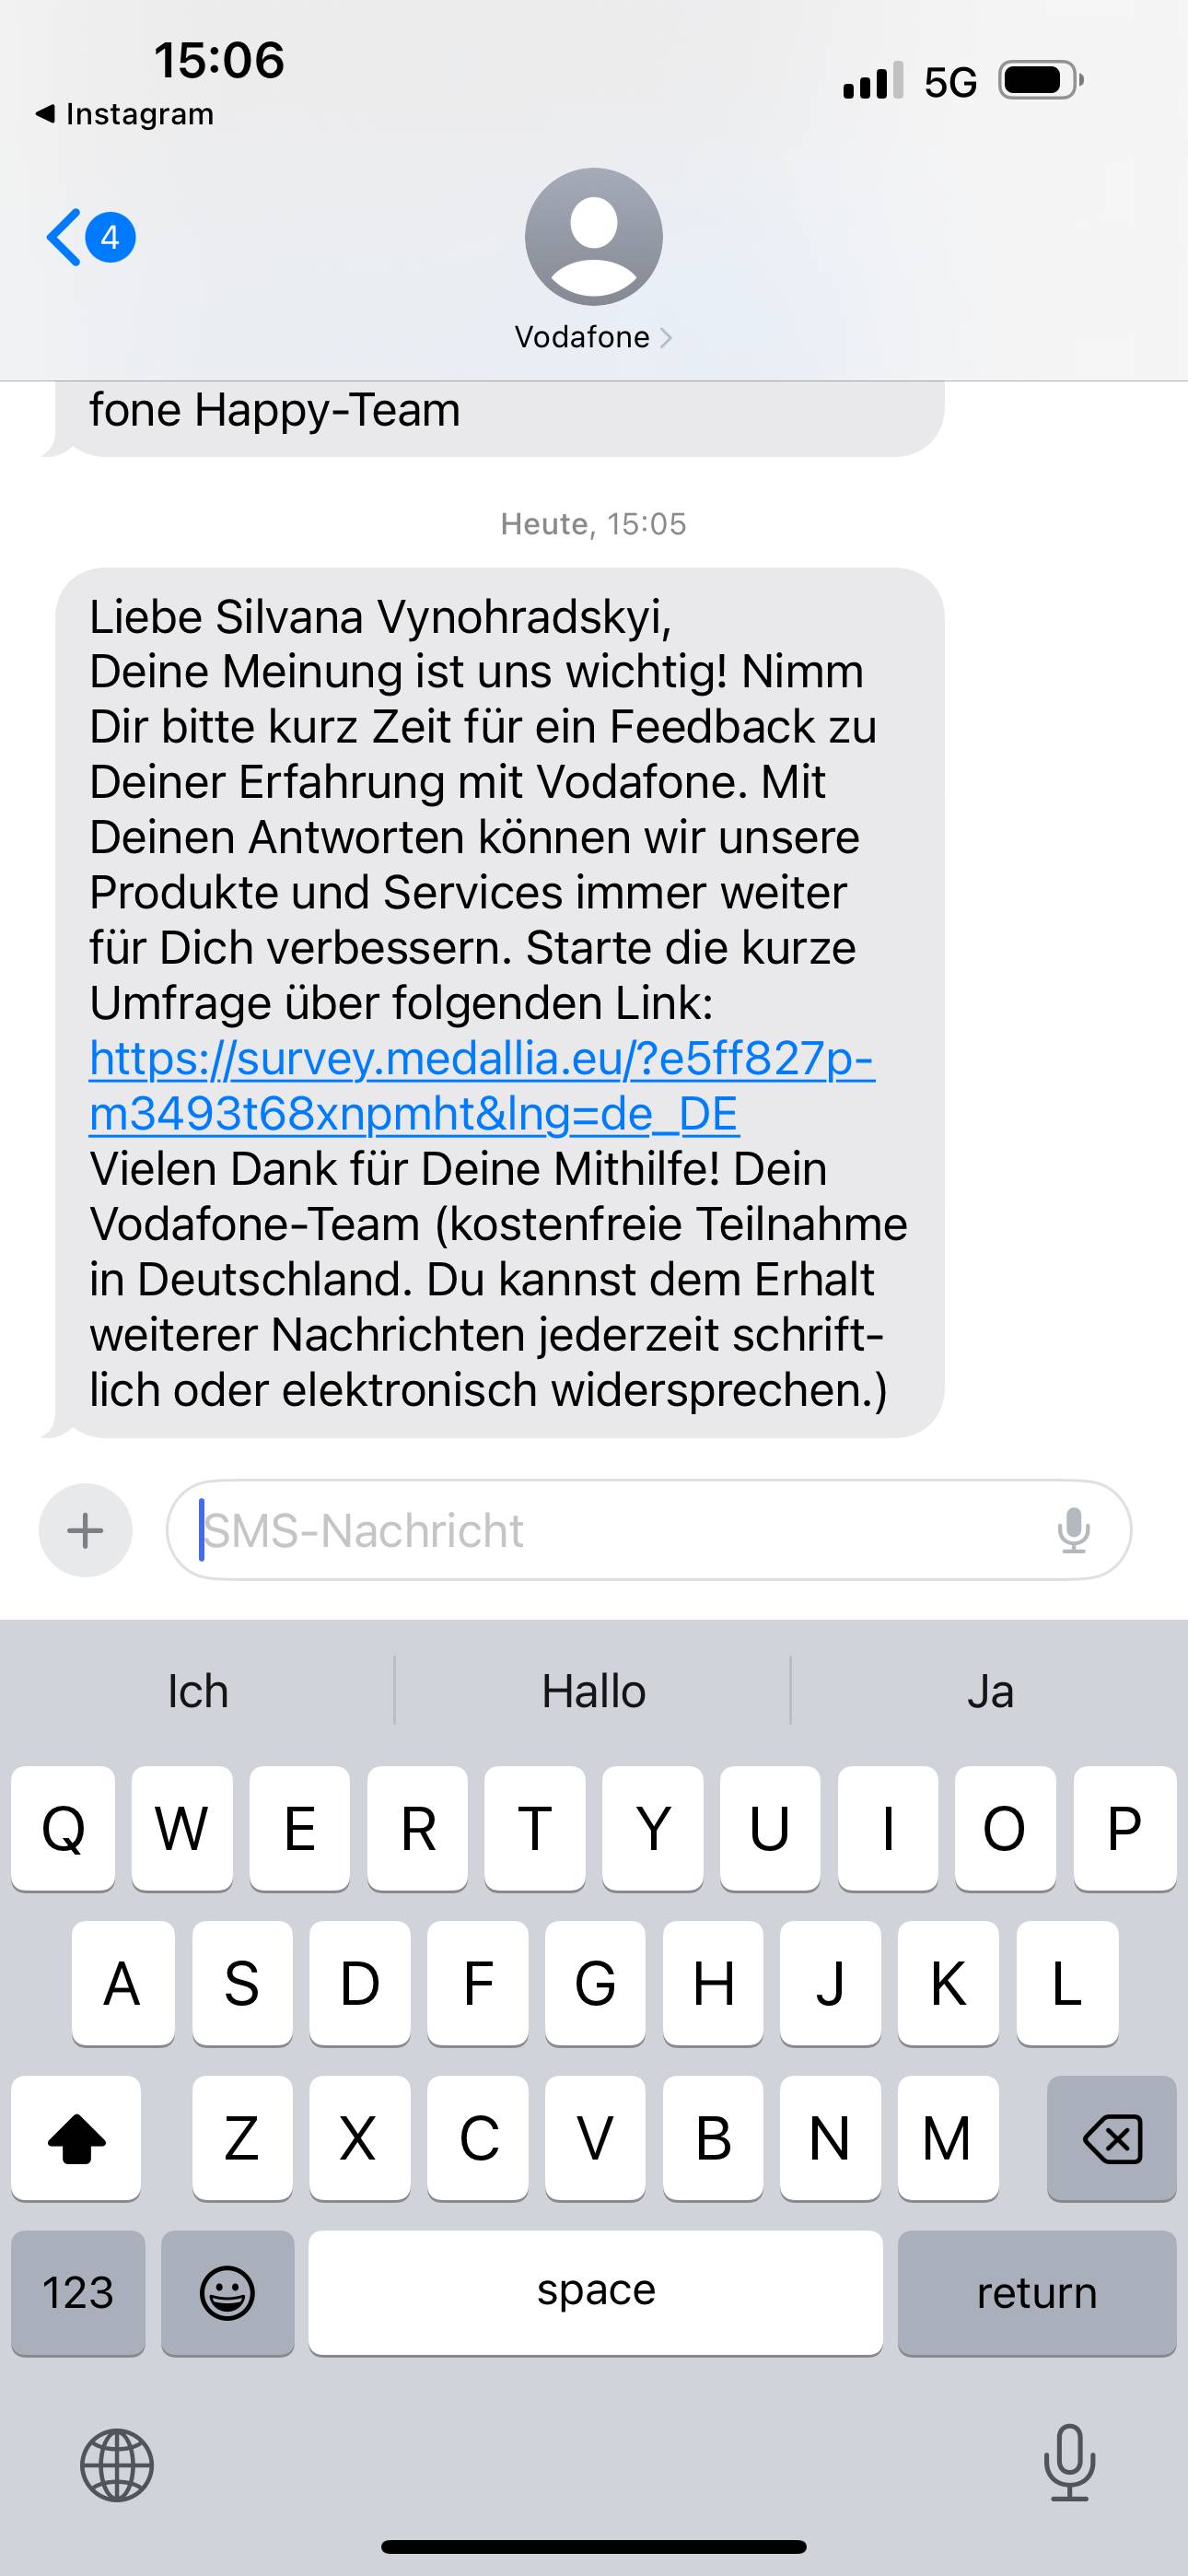 15:06
5G
Instagram
4
Vodafone
fone Happy-Team
Heute, 15:05
Liebe Silvana Vynohradskyi,
Deine Meinung ist uns wichtig! Nimm
Dir bitte kurz Zeit für ein Feedback zu
Deiner Erfahrung mit Vodafone. Mit
Deinen Antworten können wir unsere
Produkte und Services immer weiter
für Dich verbessern. Starte die kurze
Umfrage über folgenden Link:
https://survey.medallia.eu/?e5ff827p-
m3493t68xnpmht&lng=de_DE
Vielen Dank für Deine Mithilfe! Dein
Vodafone-Team (kostenfreie Teilnahme
in Deutschland. Du kannst dem Erhalt
weiterer Nachrichten jederzeit schrift-
lich oder elektronisch widersprechen.)
SMS-Nachricht
Ich Hallo Ja
Q W E R T Y U I O P
A S D F G H J K L
Z X C V B N M
123 space return